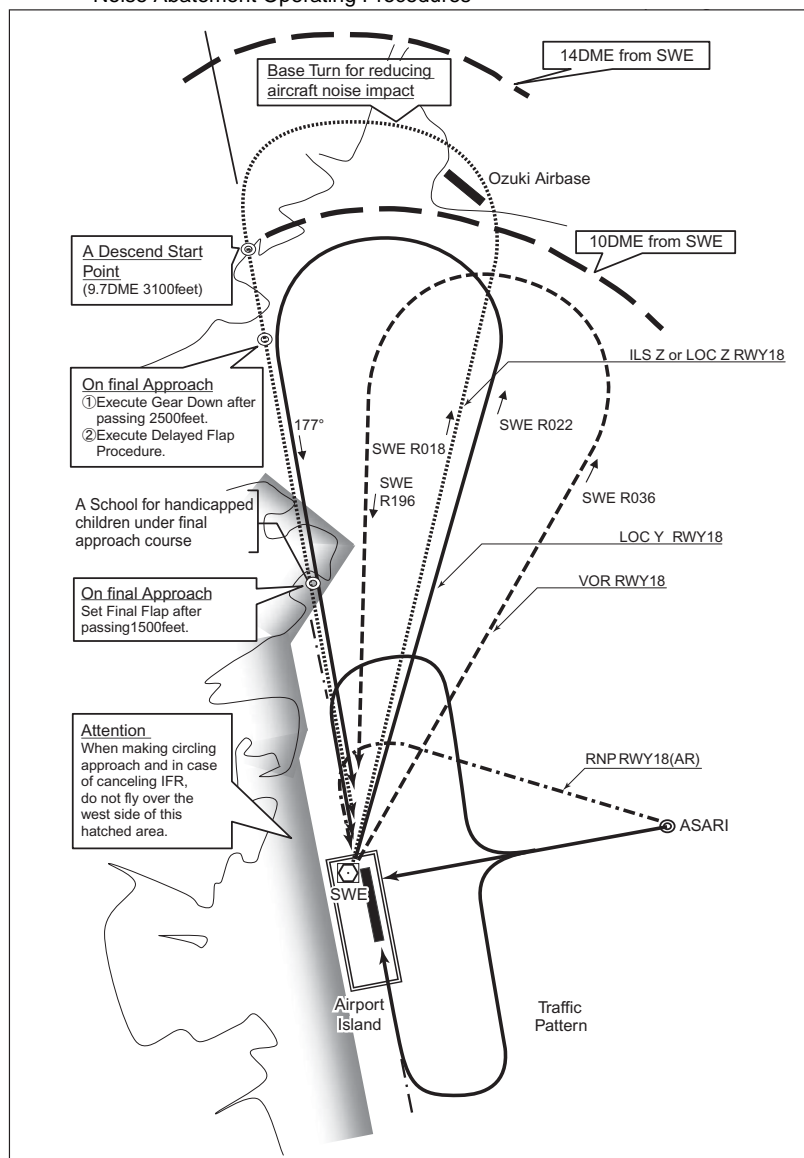 Noise Abatement Operating Procedures
14DME from SWE
Base Turn for reducing
aircraft noise impact
Ozuki Airbase
10DME from SWE
A Descend Start
Point
(9.7DME 3100feet)
ILS Z or LOC Z RWY18
On final Approach
①Execute Gear Down after
passing 2500feet.
②Execute Delayed Flap
Procedure.
177°
SWE R018
SWE R022
SWE
R196
SWE R036
A School for handicapped
children under final
approach course
LOC Y RWY18
VOR RWY18
On final Approach
Set Final Flap after
passing1500feet.
Attention
When making circling
approach and in case
of canceling IFR,
do not fly over the
west side of this
hatched area.
RNP RWY18(AR)
ASARI
SWE
Airport
Island
Traffic
Pattern